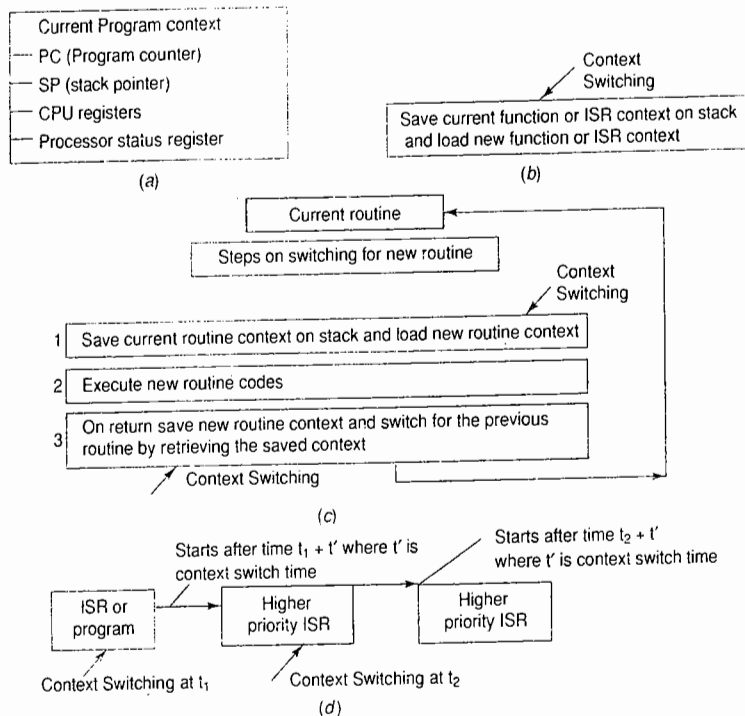 Current Program context
PC (Program counter)
SP (stack pointer)
CPU registers
Processor status register
(a)
Context
Switching
Save current function or ISR context on stack
and load new function or ISR context
(b)
Current routine
Steps on switching for new routine
Context
Switching
1 Save current routine context on stack and load new routine context
2 Execute new routine codes
3 On return save new routine context and switch for the previous
routine by retrieving the saved context
Context Switching
(c)
Starts after time t₁ + t' where t' is
context switch time
Starts after time t₂ + t'
where t' is context switch time
ISR or
program
Higher
priority ISR
Higher
priority ISR
Context Switching at t₁
Context Switching at t₂
(d)